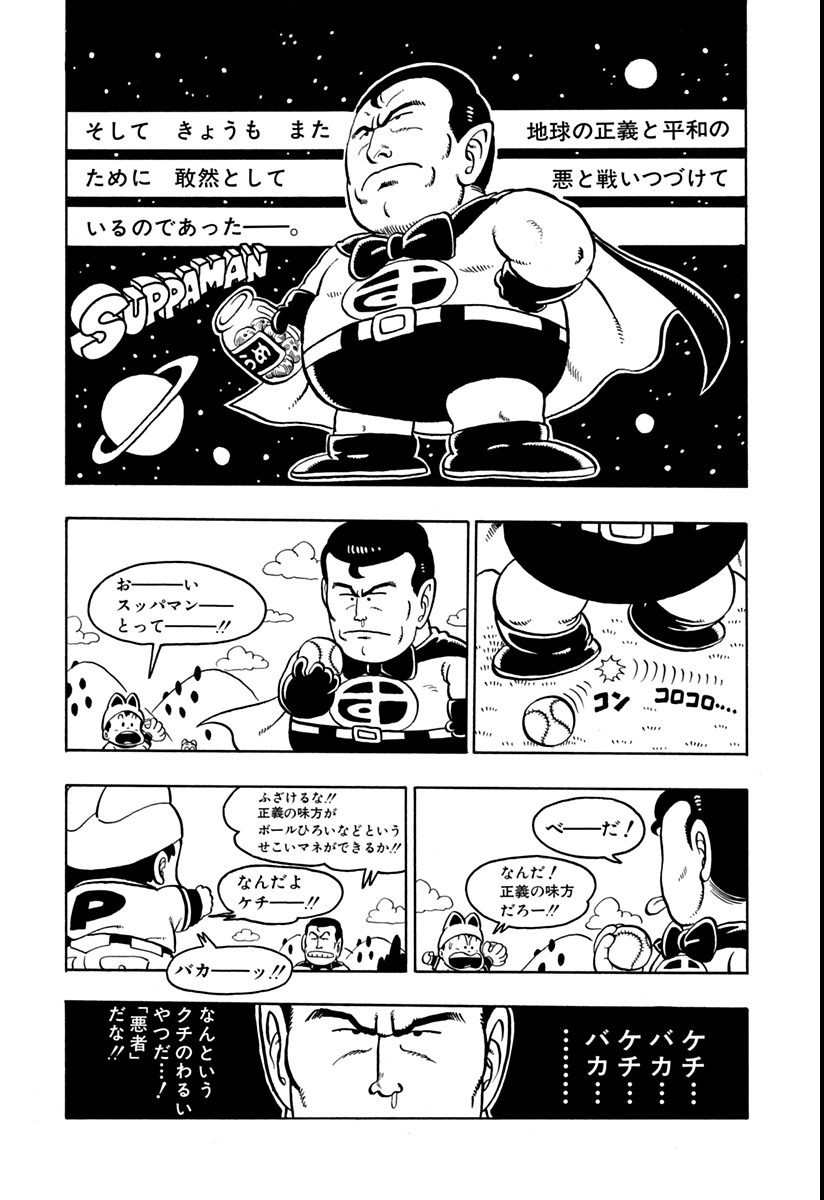 そして きょうも また
地球の正義と平和の
ために 敢然として
悪と戦いつづけて
いるのであった——。
SUPPAMAN
うめ
コロコロ‥‥
コン
お———い
スッパマン——
とって———!!
べ——だ!
なんだ!
正義の味方
だろー!!
ふざけるな!!
正義の味方が
ボールひろいなどという
せこいマネができるか!!
なんだよ
ケチ——!!
バカ——ッ!!
P
ケチ…
バカ…
ケチ…
バカ…
………
なんという
クチのわるい
やつだ…!
「悪者」
だな!!